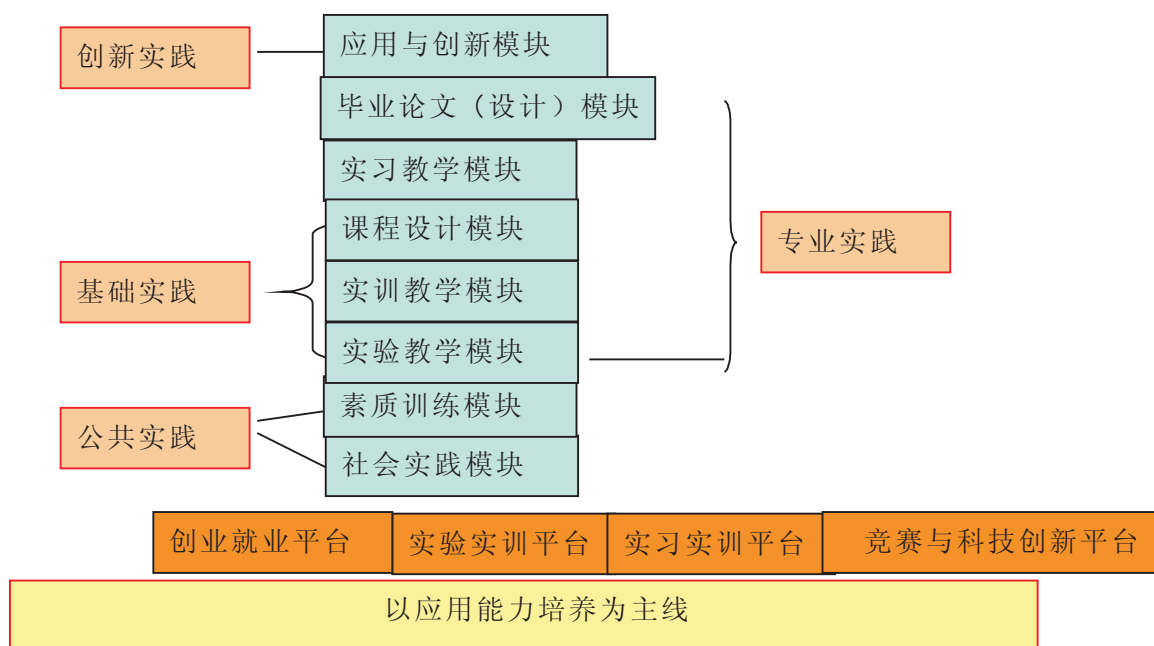 创新实践
应用与创新模块
毕业论文（设计）模块
实习教学模块
课程设计模块
专业实践
基础实践
实训教学模块
实验教学模块
素质训练模块
公共实践
社会实践模块
创业就业平台
实验实训平台
实习实训平台
竞赛与科技创新平台
以应用能力培养为主线